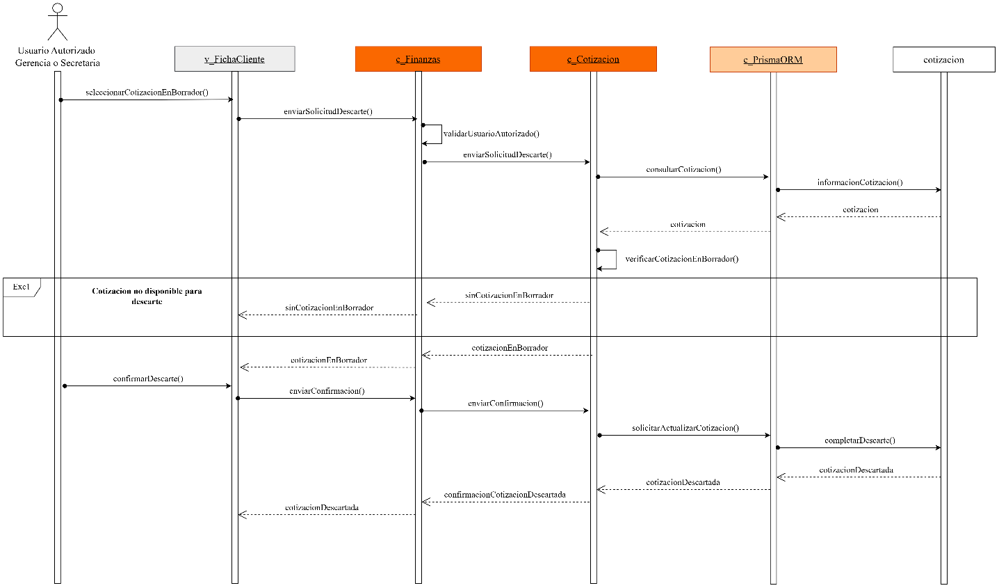 Usuario Autorizado
Gerencia o Secretaria
v_FichaCliente
c_Finanzas
c_Cotizacion
c_PrismaORM
cotizacion
seleccionarCotizacionEnBorrador()
enviarSolicitudDescarte()
validarUsuarioAutorizado()
enviarSolicitudDescarte()
consultarCotizacion()
informacionCotizacion()
cotizacion
cotizacion
verificarCotizacionEnBorrador()
Exc1
Cotizacion no disponible para
descarte
sinCotizacionEnBorrador
sinCotizacionEnBorrador
cotizacionEnBorrador
cotizacionEnBorrador
confirmarDescarte()
enviarConfirmacion()
enviarConfirmacion()
solicitarActualizarCotizacion()
completarDescarte()
cotizacionDescartada
cotizacionDescartada
confirmacionCotizacionDescartada
cotizacionDescartada